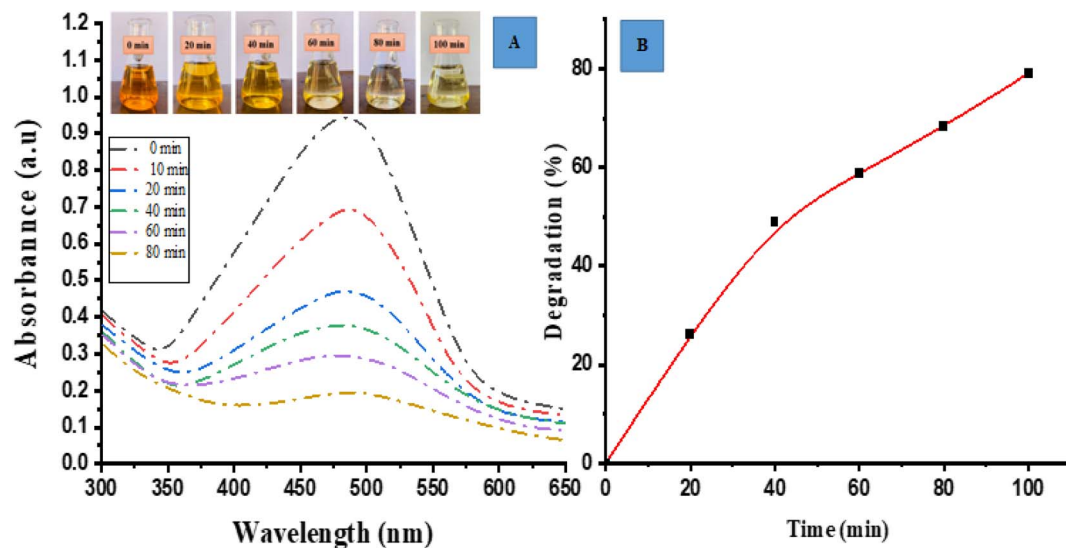 0 min
20 min
40 min
60 min
80 min
100 min
A
1.2
1.1
1.0
0.9
0.8
0.7
0.6
0.5
0.4
0.3
0.2
0.1
0.0
Absorbannce (a.u)
0 min
10 min
20 min
40 min
60 min
80 min
300 350 400 450 500 550 600 650
Wavelength (nm)
B
80
60
40
20
0
Degradation (%)
0 20 40 60 80 100
Time (min)